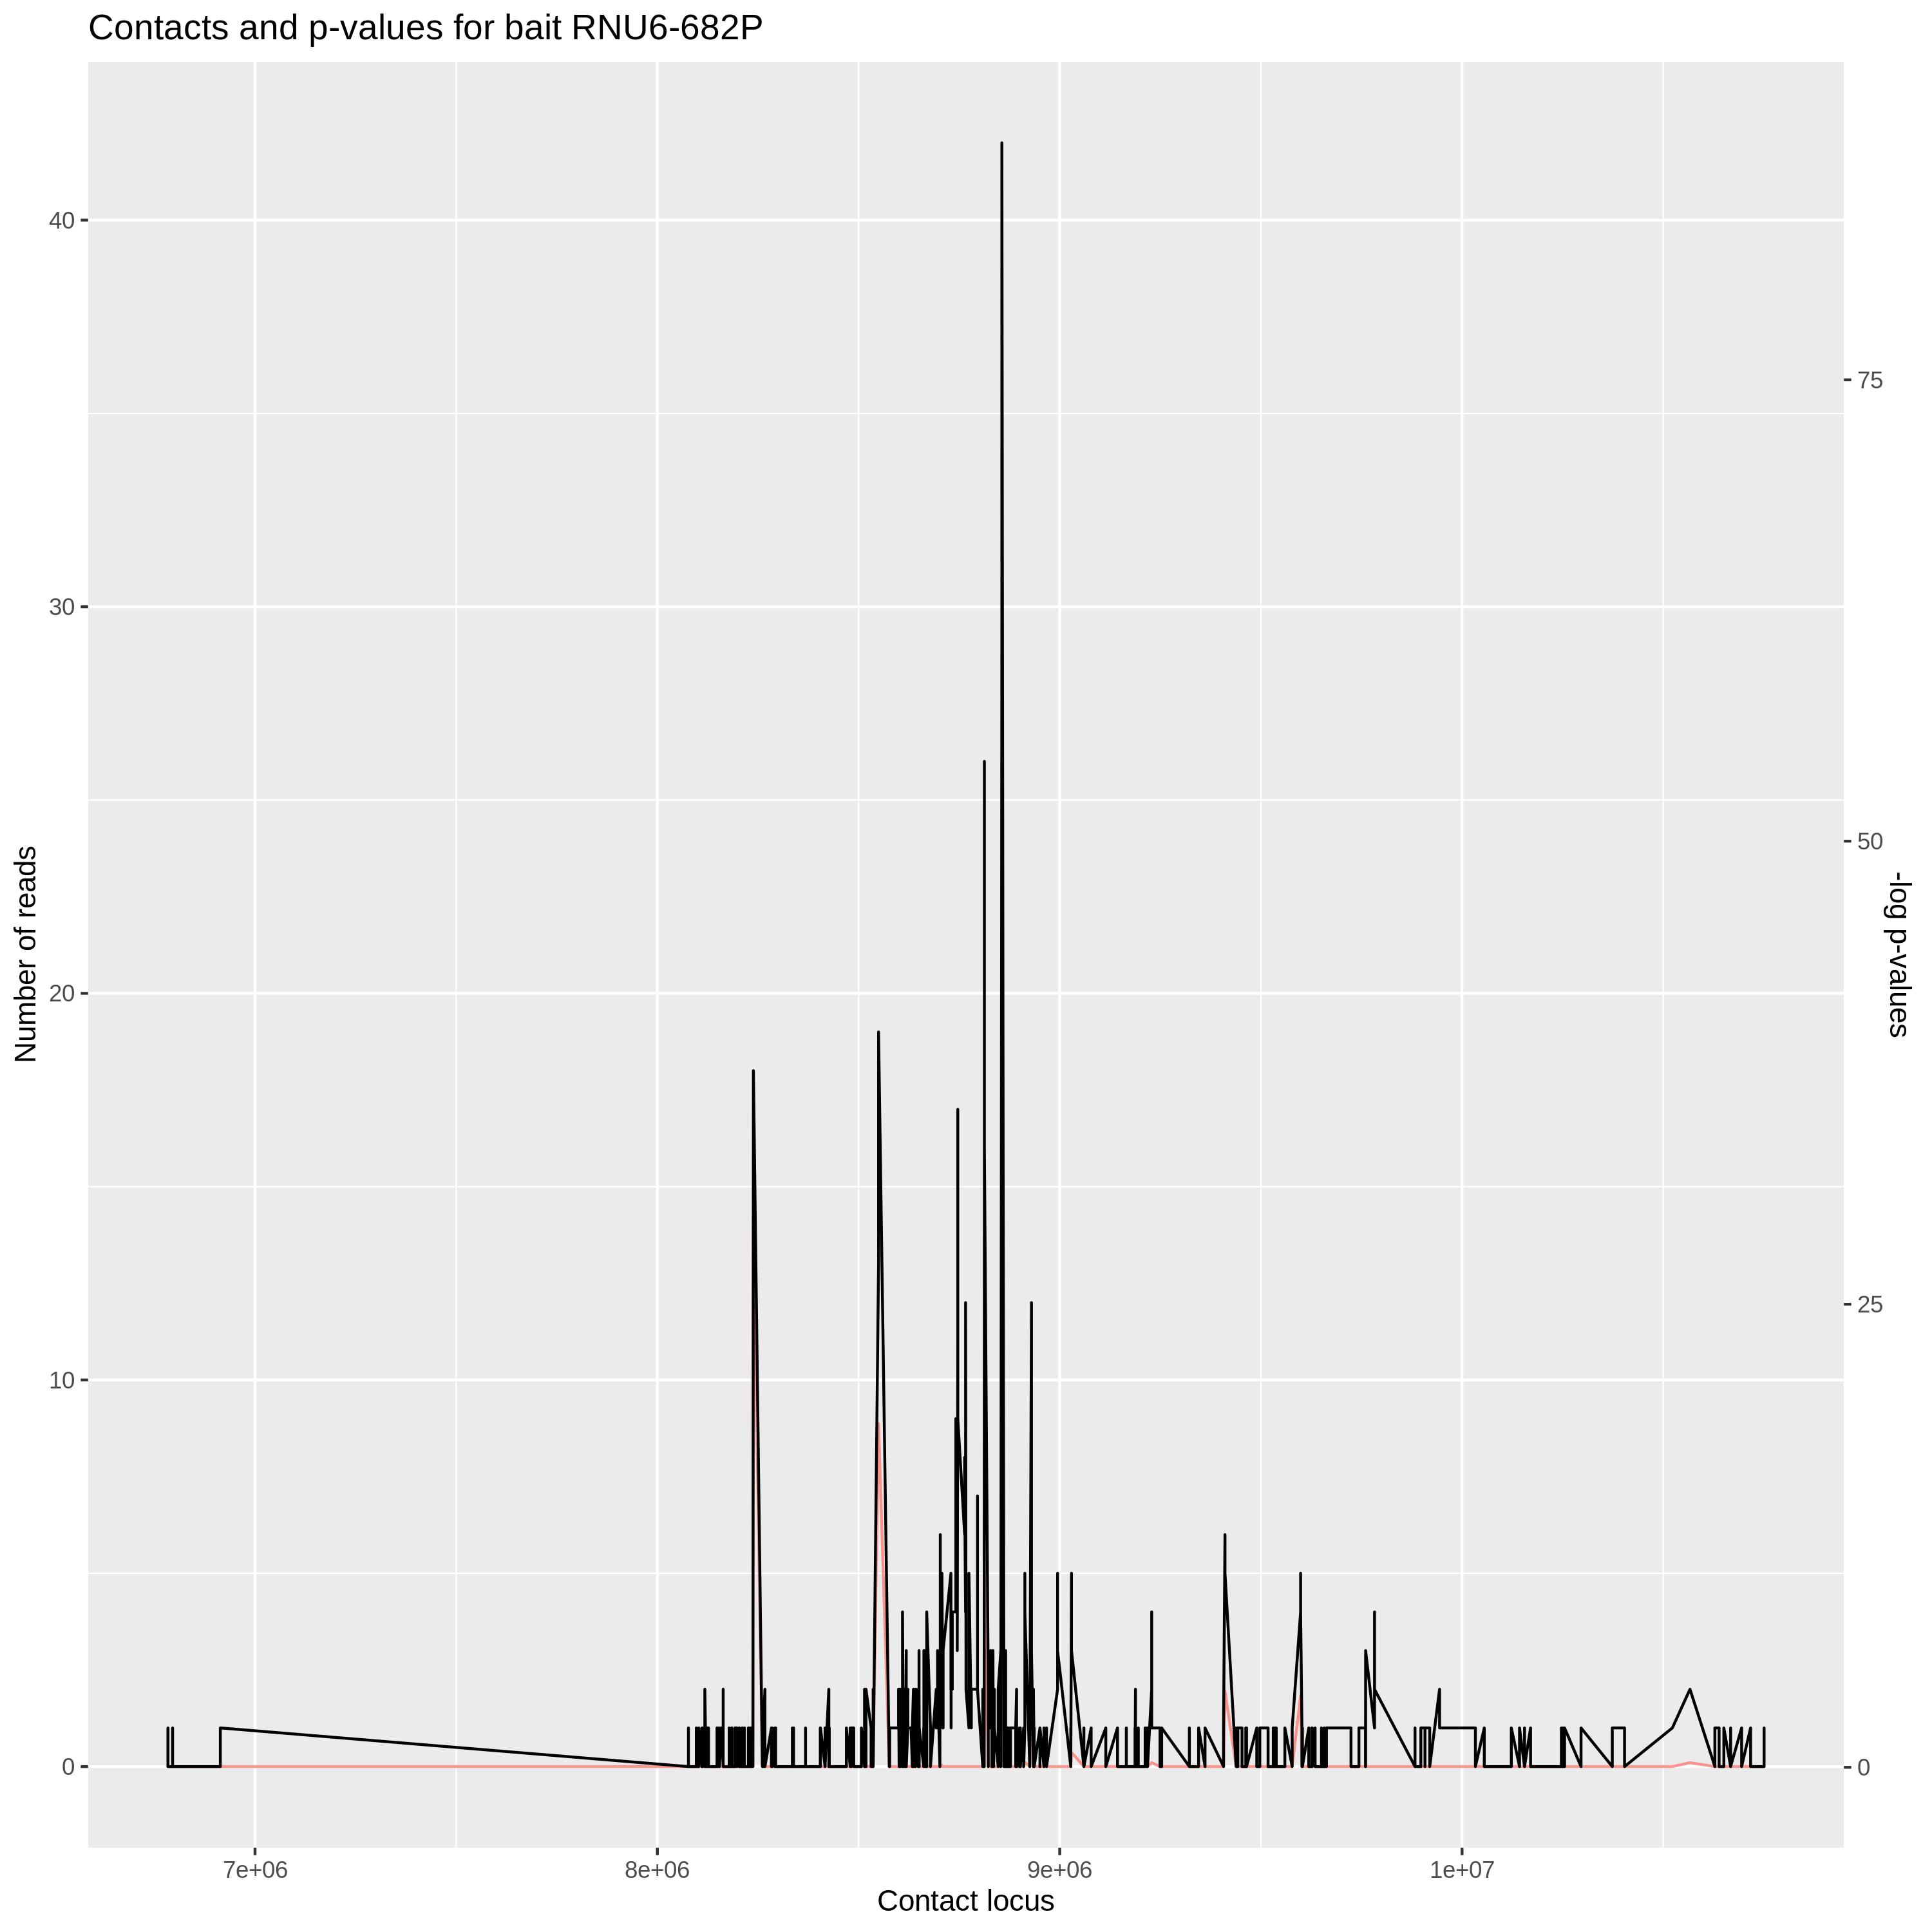 Contacts and p-values for bait RNU6-682P
40
30
20
10
0
Number of reads
75
50
25
0
-log p-values
7e+06
8e+06
9e+06
1e+07
Contact locus